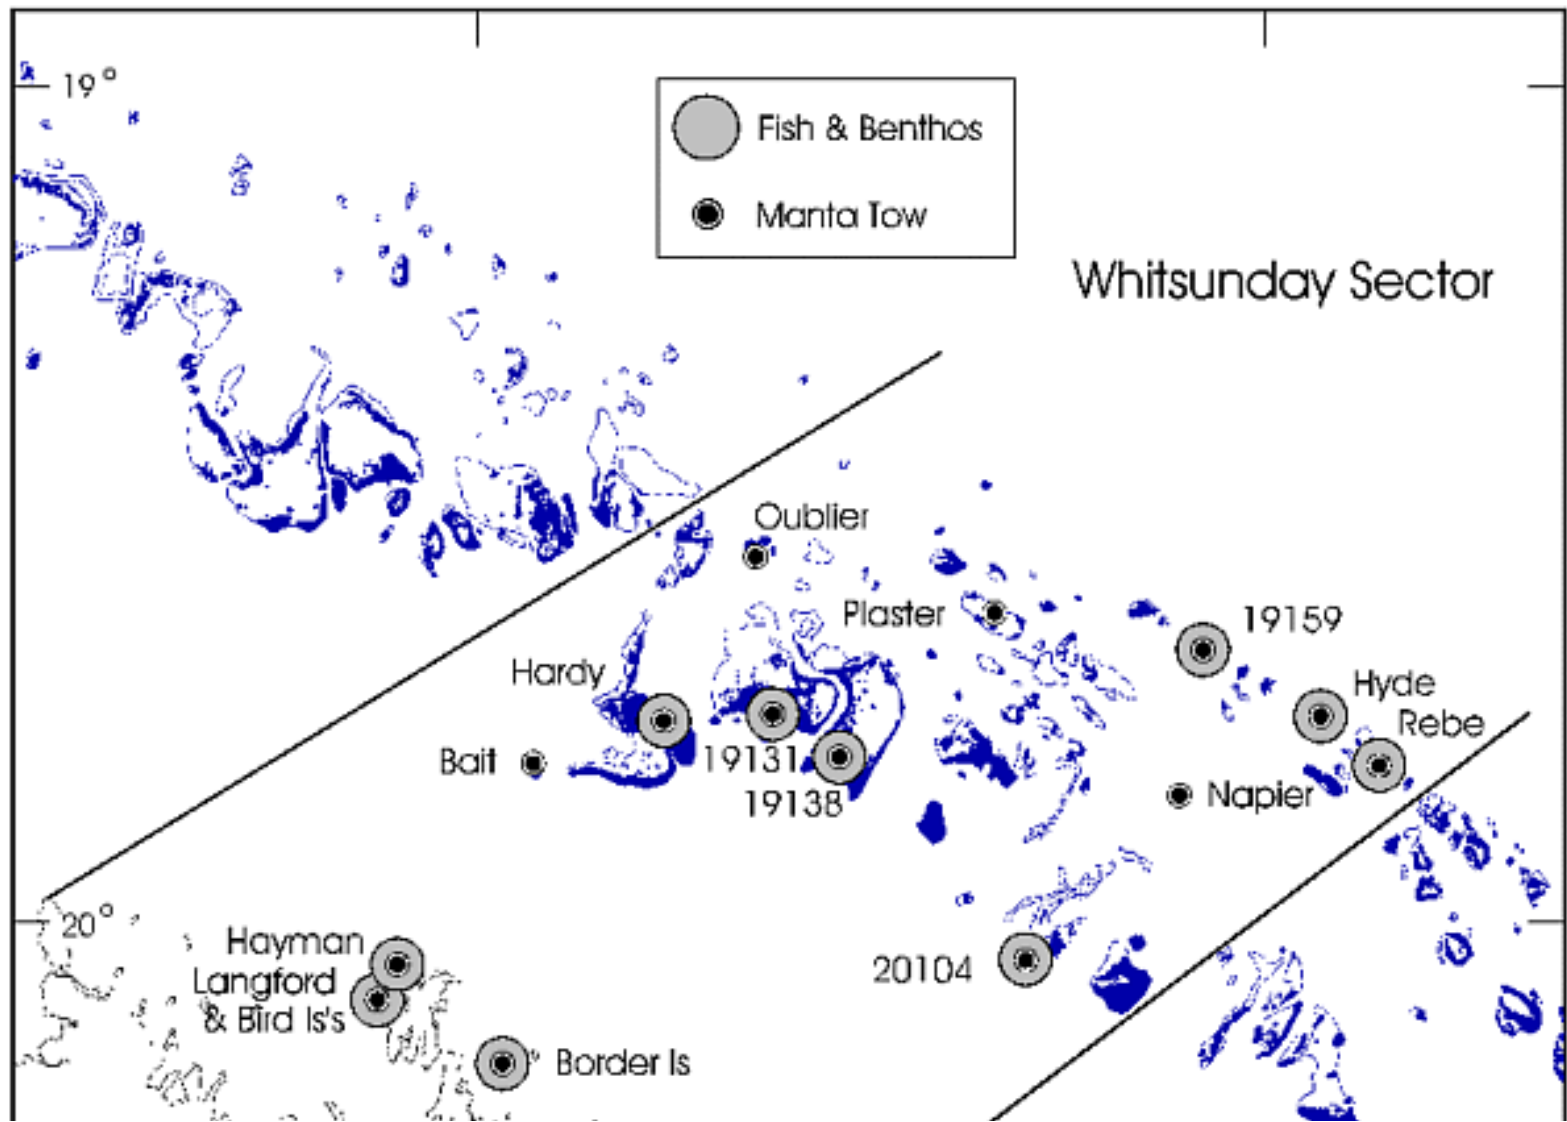 19°
Fish & Benthos
Manta Tow
Whitsunday Sector
Oublier
Plaster
19159
Hardy
Hyde
Rebe
Bait
19131
19138
Napier
20°
Hayman
Langford
& Bird Is's
20104
Border Is